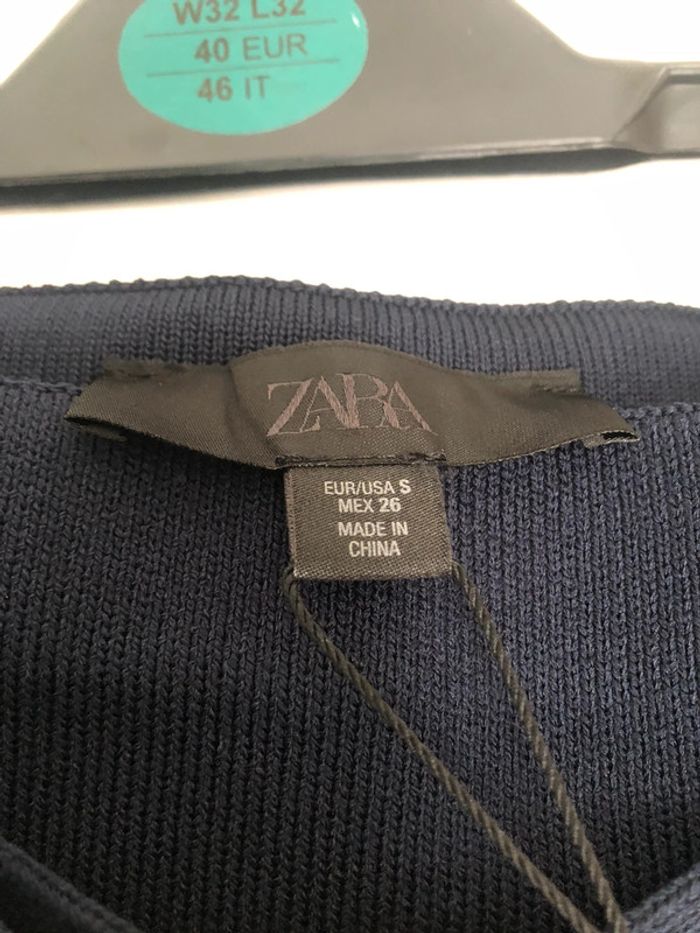 W32 L32
40 EUR
46 IT
ZARA
EUR/USA S
MEX 26
MADE IN
CHINA